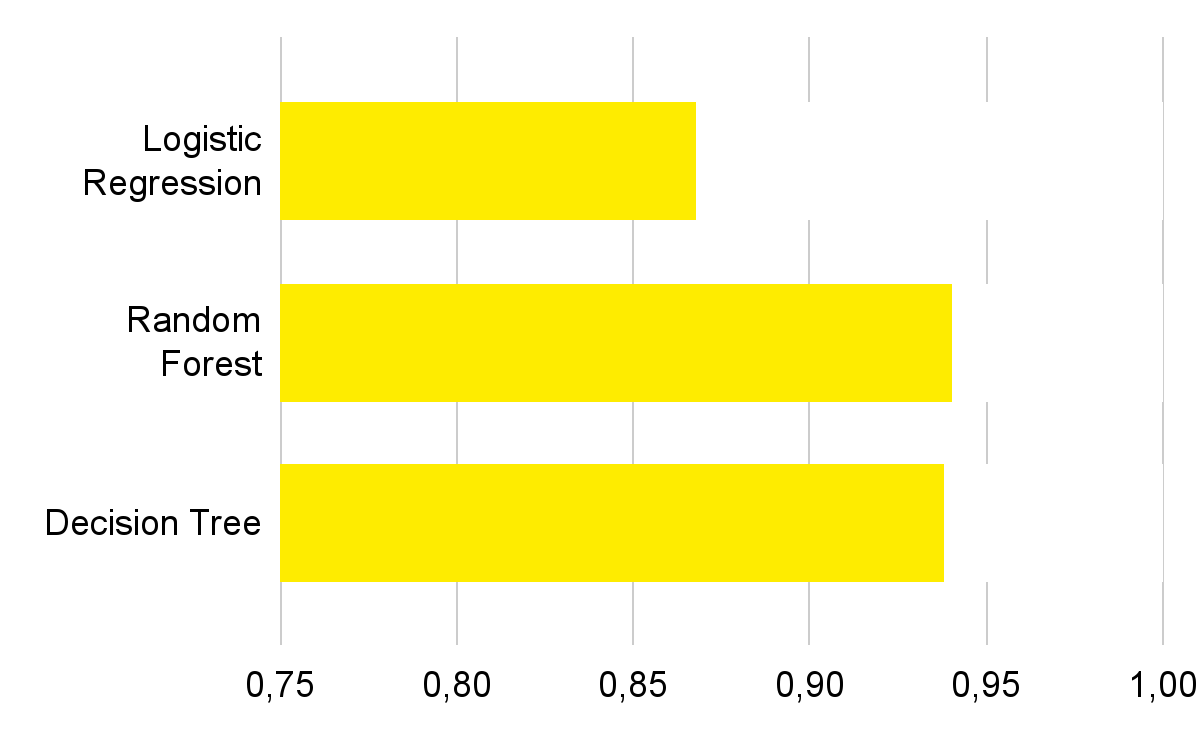 Logistic
Regression
Random
Forest
Decision Tree
0,75 0,80 0,85 0,90 0,95 1,00